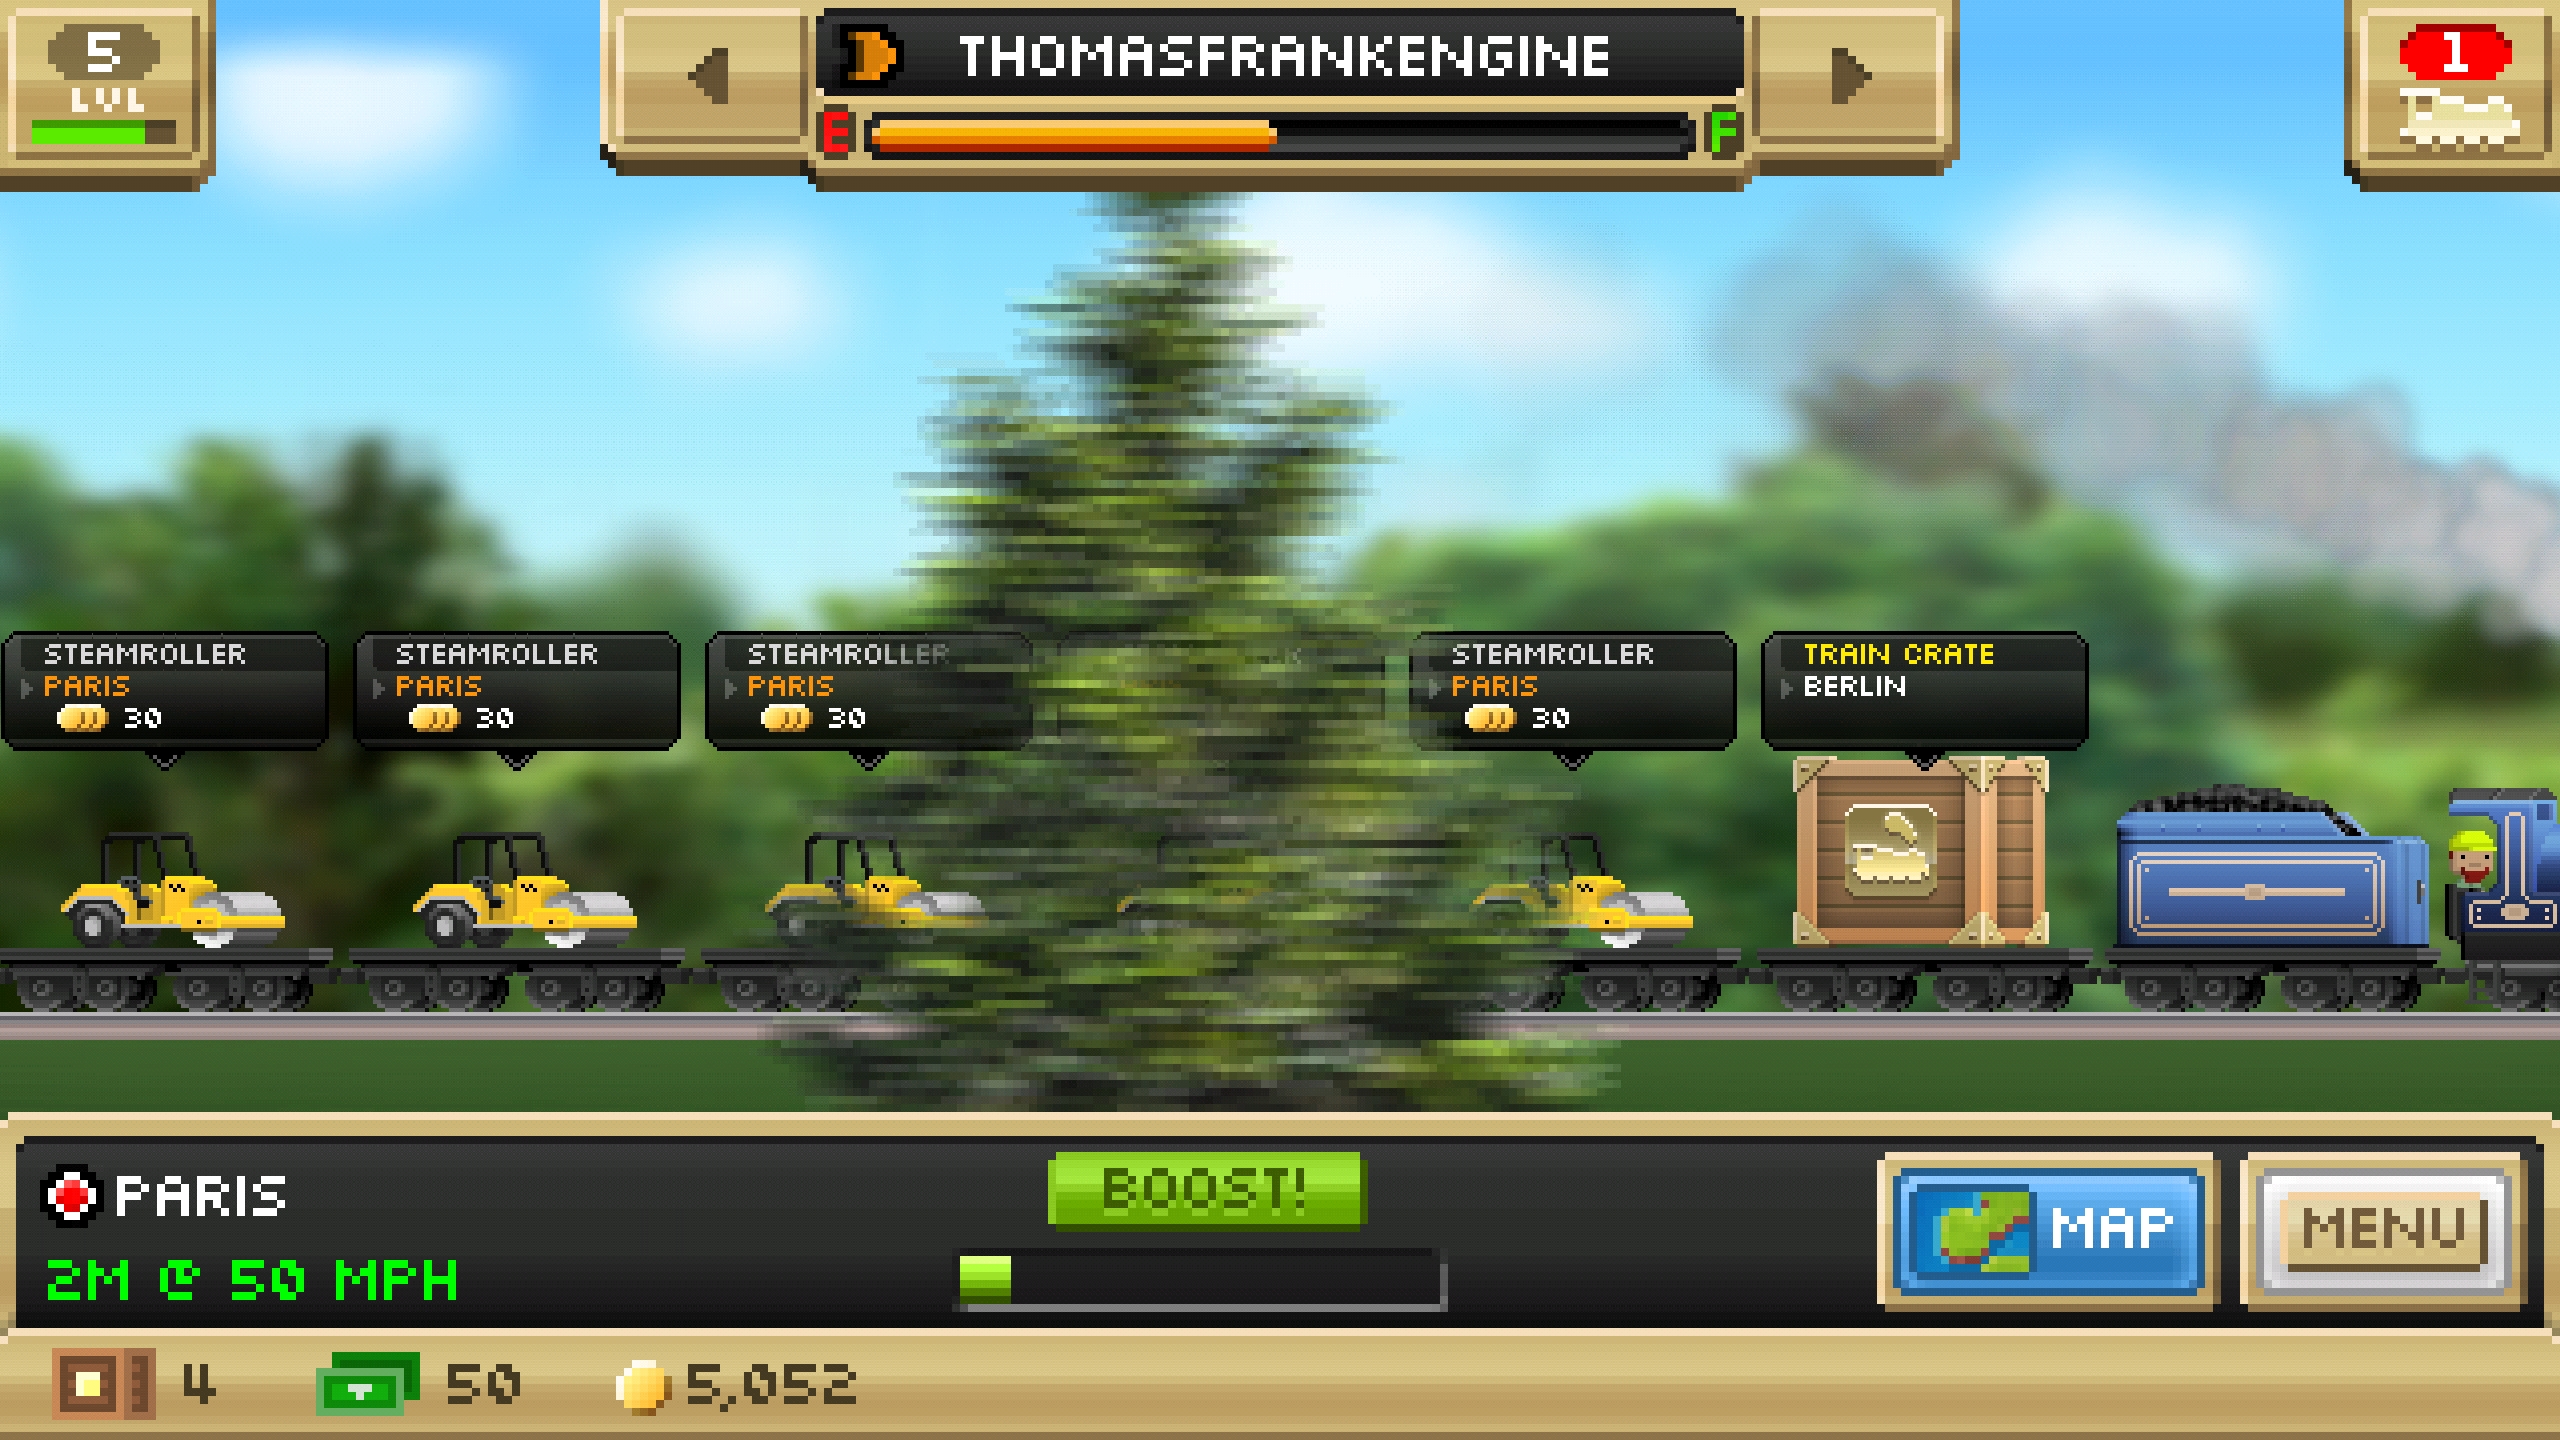 5
LVL
THOMASFRANKENGINE
E F
1
STEAMROLLER
PARIS
30
STEAMROLLER
PARIS
30
STEAMROLLER
PARIS
30
STEAMROLLER
PARIS
30
TRAIN CRATE
BERLIN
PARIS
2M @ 50 MPH
BOOST!
MAP
MENU
4 50 5,052